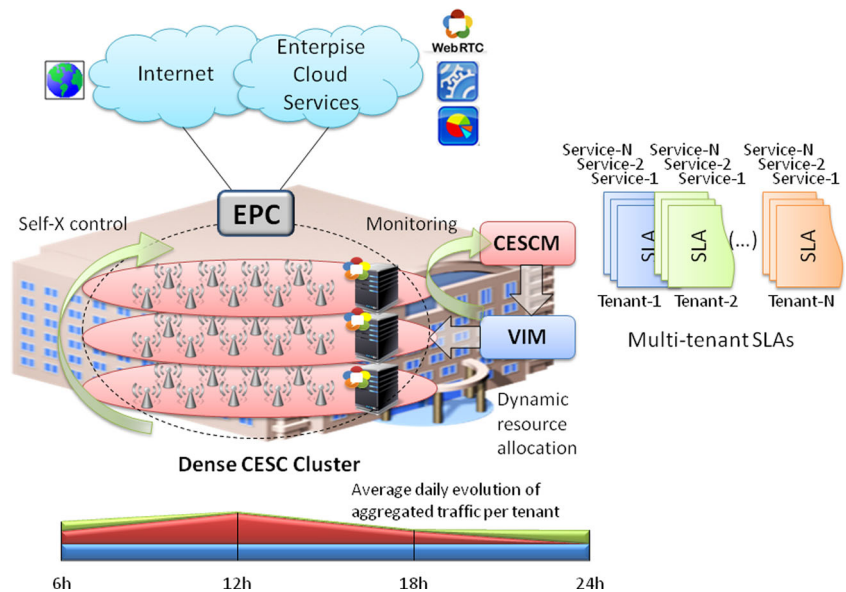 Internet
Enterpise
Cloud
Services
WebRTC
EPC
Self-X control
Monitoring
CESCM
VIM
Dynamic
resource
allocation
Dense CESC Cluster
Service-N Service-N Service-N
Service-2 Service-2 Service-2
Service-1 Service-1 Service-1
SLA SLA (...) SLA
Tenant-1 Tenant-2 Tenant-N
Multi-tenant SLAs
Average daily evolution of
aggregated traffic per tenant
6h 12h 18h 24h